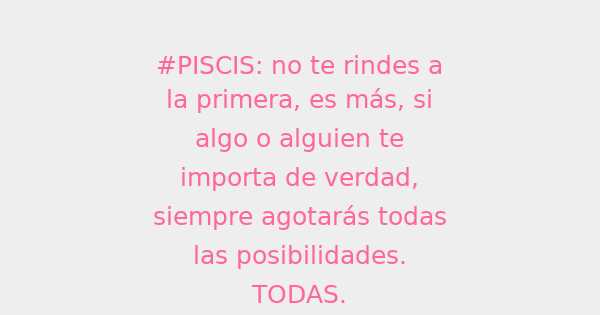 #PISCIS: no te rindes a
la primera, es más, si
algo o alguien te
importa de verdad,
siempre agotarás todas
las posibilidades.
TODAS.